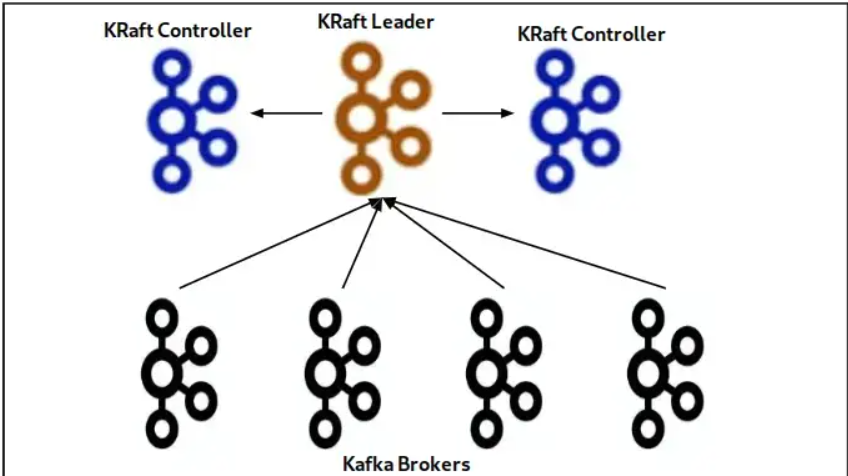 KRaft Controller
KRaft Leader
KRaft Controller
Kafka Brokers